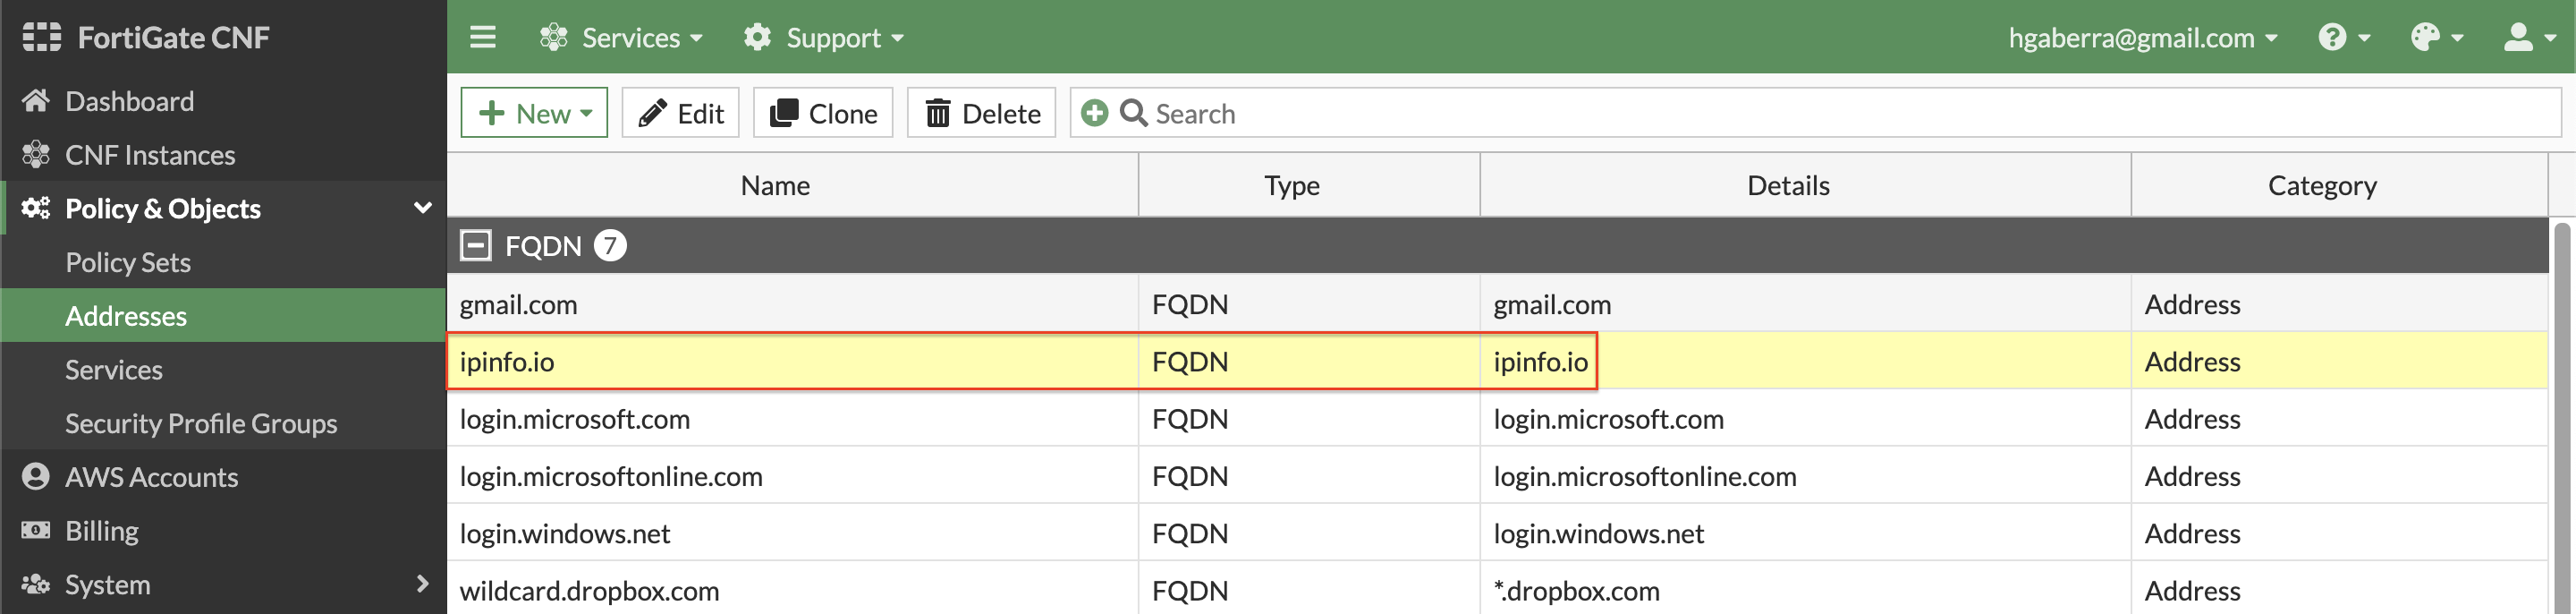 FortiGate CNF
Services
Support
hgaberra@gmail.com
Dashboard
CNF Instances
Policy & Objects
Policy Sets
Addresses
Services
Security Profile Groups
AWS Accounts
Billing
System
New
Edit
Clone
Delete
Search
Name Type Details Category
FQDN 7
gmail.com FQDN gmail.com Address
ipinfo.io FQDN ipinfo.io Address
login.microsoft.com FQDN login.microsoft.com Address
login.microsoftonline.com FQDN login.microsoftonline.com Address
login.windows.net FQDN login.windows.net Address
wildcard.dropbox.com FQDN *.dropbox.com Address